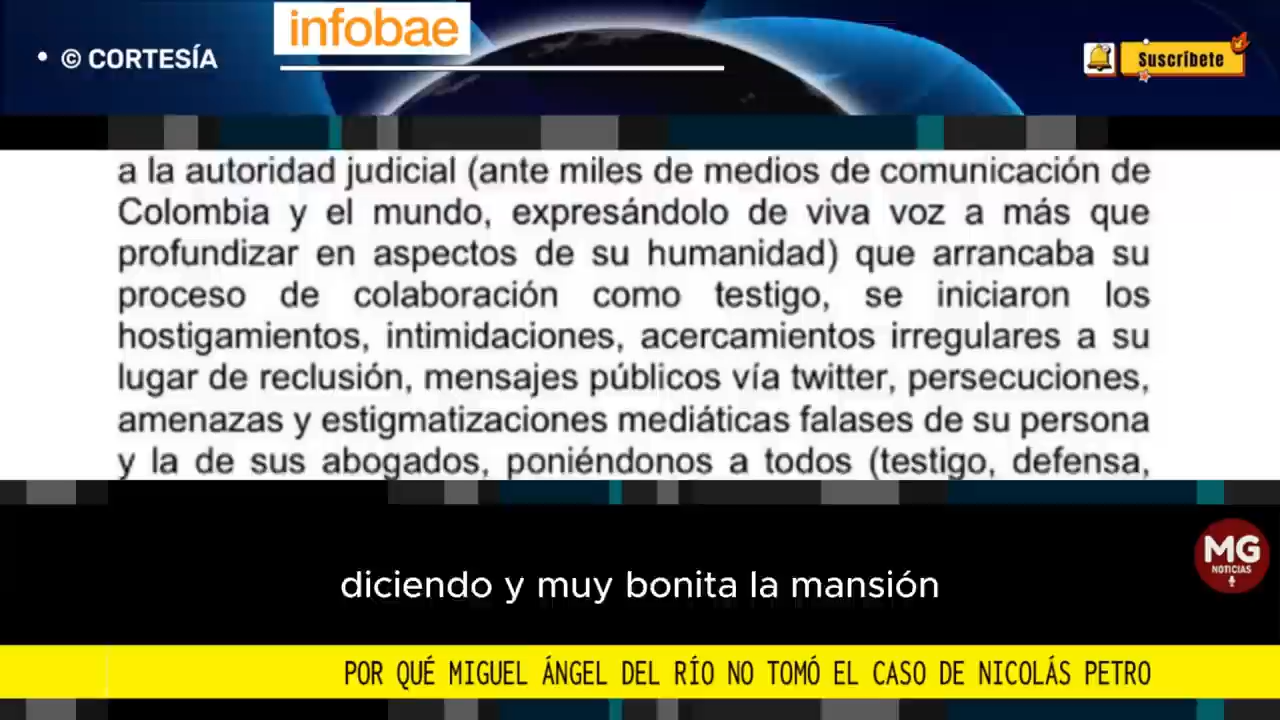 infobae
• © CORTESÍA
Suscríbete
a la autoridad judicial (ante miles de medios de comunicación de
Colombia y el mundo, expresándolo de viva voz a más que
profundizar en aspectos de su humanidad) que arrancaba su
proceso de colaboración como testigo, se iniciaron los
hostigamientos, intimidaciones, acercamientos irregulares a su
lugar de reclusión, mensajes públicos vía twitter, persecuciones,
amenazas y estigmatizaciones mediáticas falases de su persona
y la de sus abogados, poniéndonos a todos (testigo, defensa,
MG
NOTICIAS
diciendo y muy bonita la mansión
POR QUÉ MIGUEL ÁNGEL DEL RÍO NO TOMÓ EL CASO DE NICOLÁS PETRO